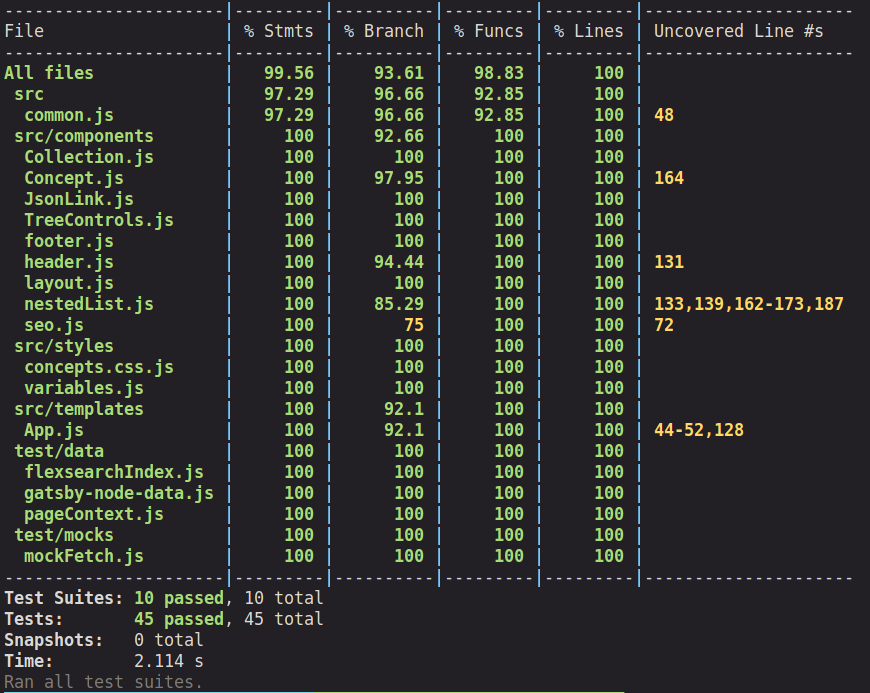 ----------------------|---------|----------|---------|---------|---------------------
File                  | % Stmts | % Branch | % Funcs | % Lines | Uncovered Line #s
----------------------|---------|----------|---------|---------|---------------------
All files             |   99.56 |    93.61 |   98.83 |     100 |
 src                  |   97.29 |    96.66 |   92.85 |     100 |
  common.js           |   97.29 |    96.66 |   92.85 |     100 | 48
 src/components       |     100 |    92.66 |     100 |     100 |
  Collection.js       |     100 |      100 |     100 |     100 |
  Concept.js          |     100 |    97.95 |     100 |     100 | 164
  JsonLink.js         |     100 |      100 |     100 |     100 |
  TreeControls.js     |     100 |      100 |     100 |     100 |
  footer.js           |     100 |      100 |     100 |     100 |
  header.js           |     100 |    94.44 |     100 |     100 | 131
  layout.js           |     100 |      100 |     100 |     100 |
  nestedList.js       |     100 |    85.29 |     100 |     100 | 133,139,162-173,187
  seo.js              |     100 |       75 |     100 |     100 | 72
 src/styles           |     100 |      100 |     100 |     100 |
  concepts.css.js     |     100 |      100 |     100 |     100 |
  variables.js        |     100 |      100 |     100 |     100 |
 src/templates        |     100 |     92.1 |     100 |     100 |
  App.js              |     100 |     92.1 |     100 |     100 | 44-52,128
 test/data            |     100 |      100 |     100 |     100 |
  flexsearchIndex.js  |     100 |      100 |     100 |     100 |
  gatsby-node-data.js |     100 |      100 |     100 |     100 |
  pageContext.js      |     100 |      100 |     100 |     100 |
 test/mocks           |     100 |      100 |     100 |     100 |
  mockFetch.js        |     100 |      100 |     100 |     100 |
----------------------|---------|----------|---------|---------|---------------------
Test Suites: 10 passed, 10 total
Tests:       45 passed, 45 total
Snapshots:   0 total
Time:        2.114 s
Ran all test suites.